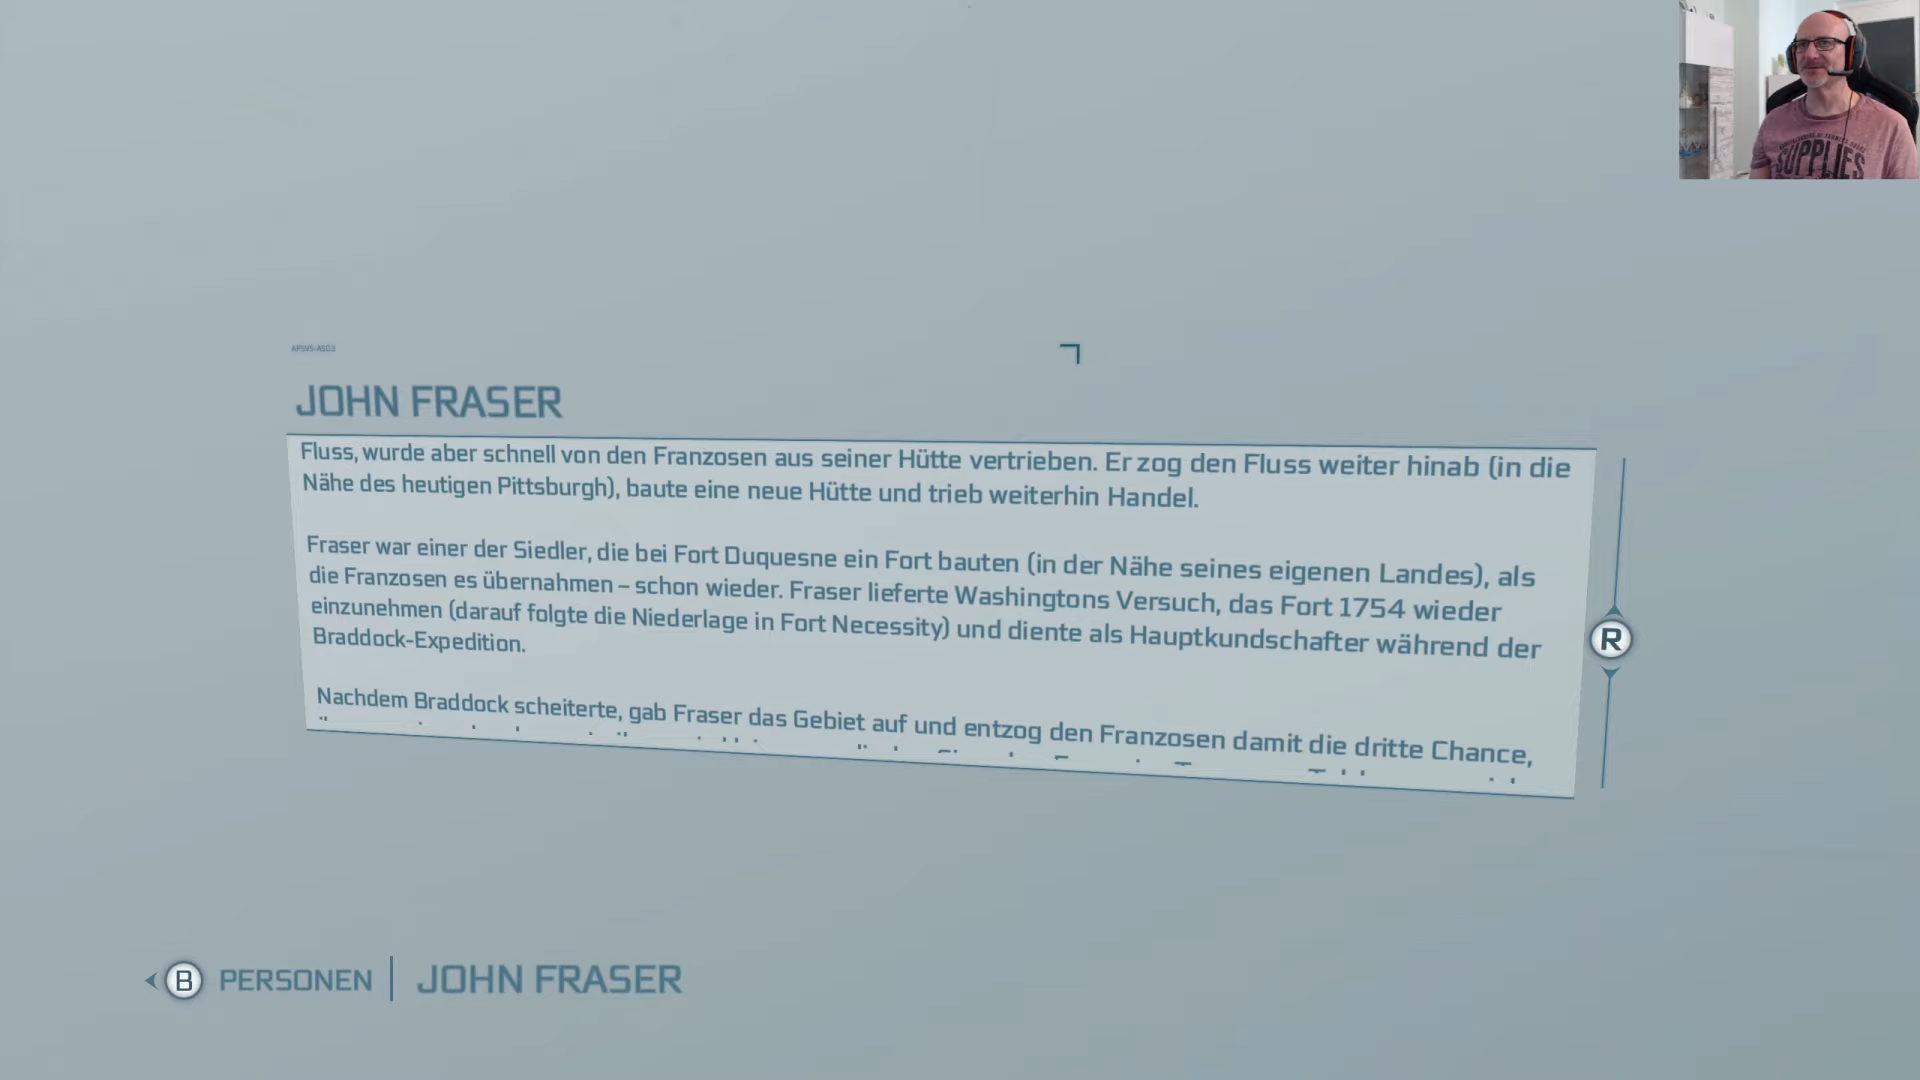 SUPPLIES
APSVS-AS03
JOHN FRASER
Fluss, wurde aber schnell von den Franzosen aus seiner Hütte vertrieben. Er zog den Fluss weiter hinab (in die
Nähe des heutigen Pittsburgh), baute eine neue Hütte und trieb weiterhin Handel.
Fraser war einer der Siedler, die bei Fort Duquesne ein Fort bauten (in der Nähe seines eigenen Landes), als
die Franzosen es übernahmen – schon wieder. Fraser lieferte Washingtons Versuch, das Fort 1754 wieder
einzunehmen (darauf folgte die Niederlage in Fort Necessity) und diente als Hauptkundschafter während der
Braddock-Expedition.
Nachdem Braddock scheiterte, gab Fraser das Gebiet auf und entzog den Franzosen damit die dritte Chance,
R
B PERSONEN | JOHN FRASER